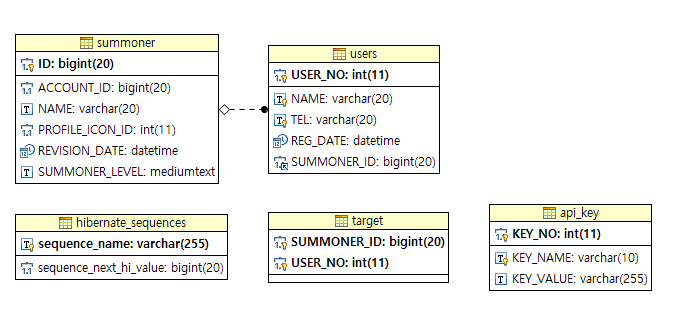 summoner
ID: bigint(20)
ACCOUNT_ID: bigint(20)
NAME: varchar(20)
PROFILE_ICON_ID: int(11)
REVISION_DATE: datetime
SUMMONER_LEVEL: mediumtext
users
USER_NO: int(11)
NAME: varchar(20)
TEL: varchar(20)
REG_DATE: datetime
SUMMONER_ID: bigint(20)
hibernate_sequences
sequence_name: varchar(255)
sequence_next_hi_value: bigint(20)
target
SUMMONER_ID: bigint(20)
USER_NO: int(11)
api_key
KEY_NO: int(11)
KEY_NAME: varchar(10)
KEY_VALUE: varchar(255)